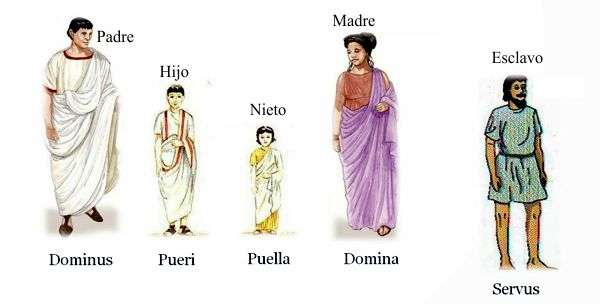 Padre
Hijo
Nieto
Madre
Esclavo
Dominus
Pueri
Puella
Domina
Servus